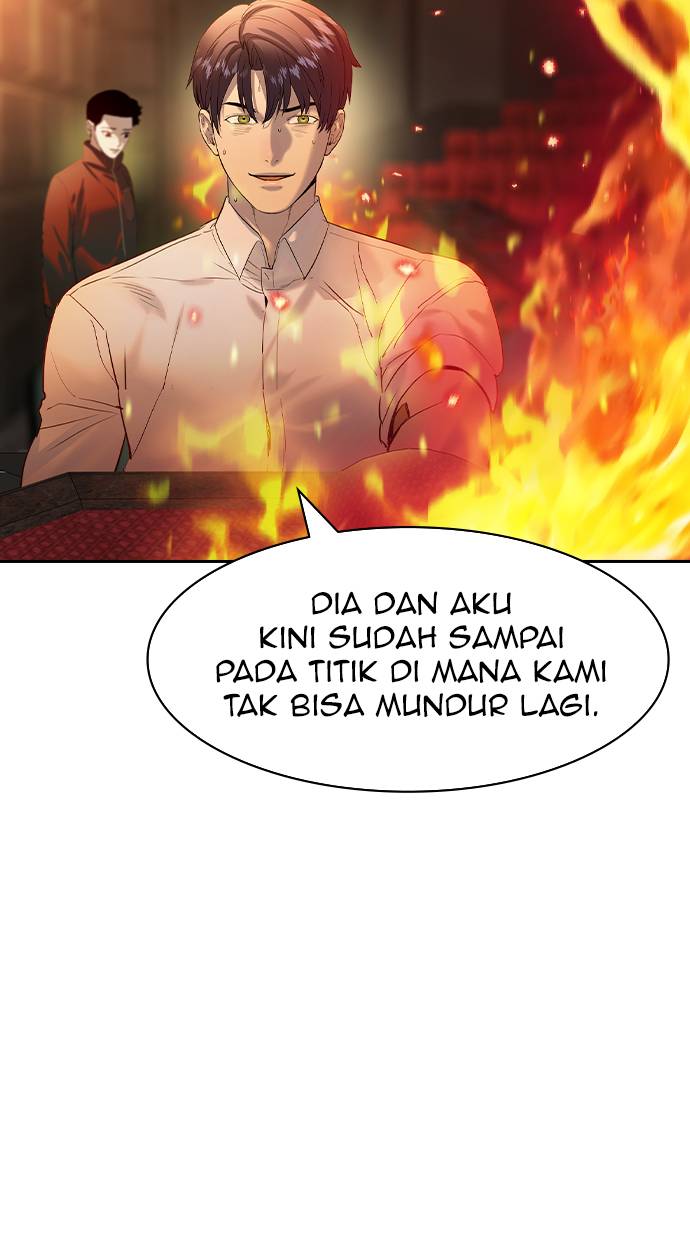 DIA DAN AKU
KINI SUDAH SAMPAI
PADA TITIK DI MANA KAMI
TAK BISA MUNDUR LAGI.